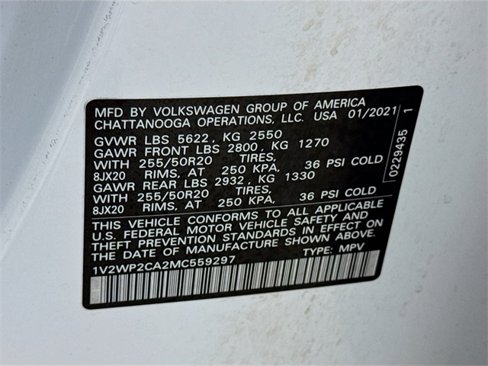 MFD BY VOLKSWAGEN GROUP OF AMERICA
CHATTANOOGA OPERATIONS, LLC. USA 01/2021
GVWR LBS 5622, KG 2550
GAWR FRONT LBS 2800, KG 1270
WITH 255/50R20 TIRES,
8JX20 RIMS, AT 250 KPA, 36 PSI COLD
GAWR REAR LBS 2932, KG 1330
WITH 255/50R20 TIRES,
8JX20 RIMS, AT 250 KPA, 36 PSI COLD
THIS VEHICLE CONFORMS TO ALL APPLICABLE
U.S. FEDERAL MOTOR VEHICLE SAFETY AND
THEFT PREVENTION STANDARDS IN EFFECT ON
THE DATE OF MANUFACTURE SHOWN ABOVE.
1V2WP2CA2MC559297 TYPE: MPV
0229435 1